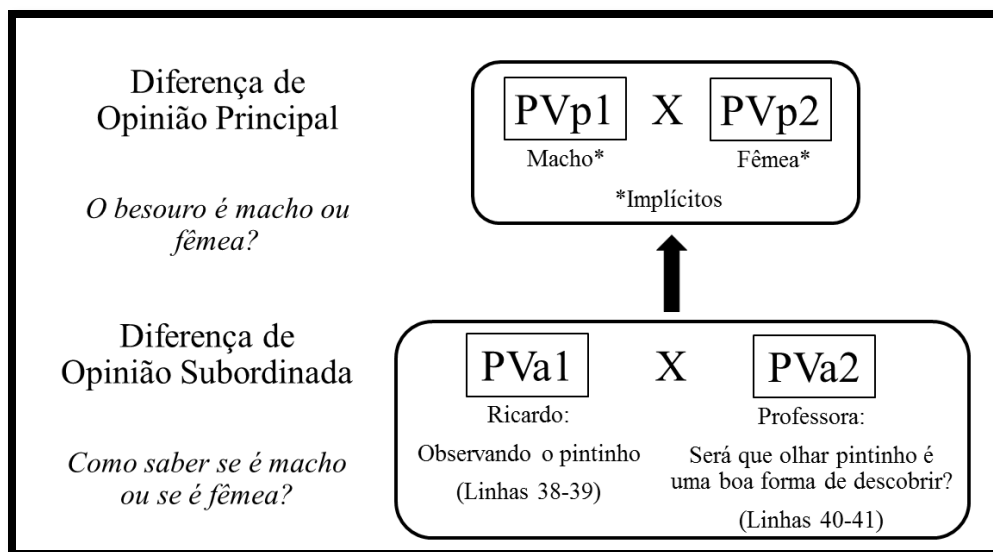 Diferença de
Opinião Principal
O besouro é macho ou
fêmea?
PVp1 X PVp2
Macho* Fêmea*
*Implícitos
Diferença de
Opinião Subordinada
Como saber se é macho
ou se é fêmea?
PVa1 X PVa2
Ricardo: Professora:
Observando o pintinho
(Linhas 38-39)
Será que olhar pintinho é
uma boa forma de descobrir?
(Linhas 40-41)